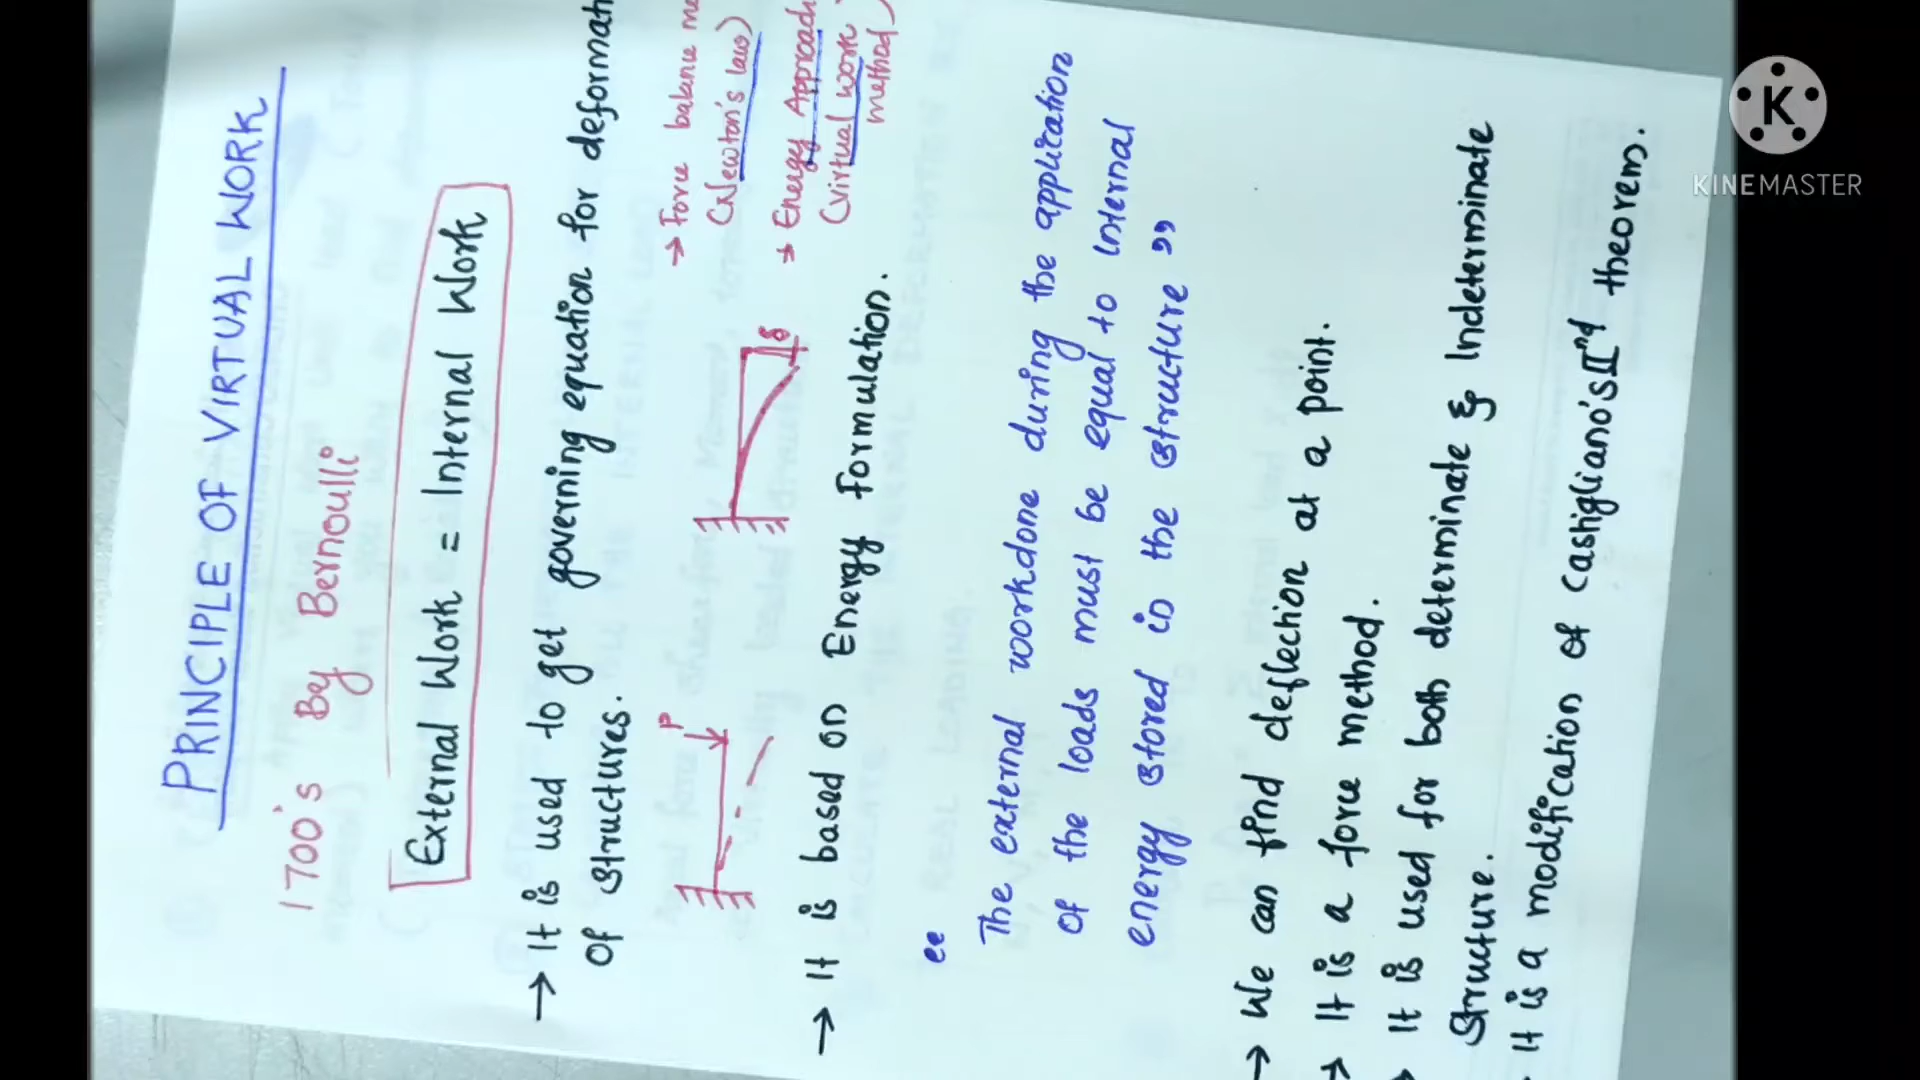 PRINCIPLE OF VIRTUAL WORK
1700's By Bernoulli
External Work = Internal Work
→ It is used to get governing equation for deformati
of structures.
→ Force balance me
(Newton's law)
→ Energy Approach
(virtual work
method)
P
δ
→ It is based on Energy Formulation.
“ The external workdone during the application
of the loads must be equal to internal
energy stored in the structure ”
→ We can find deflection at a point.
→ It is a force method.
→ It is used for both determinate & Indeterminate
Structure.
It is a modification of Castigliano's IInd theorem.
K
KINEMASTER